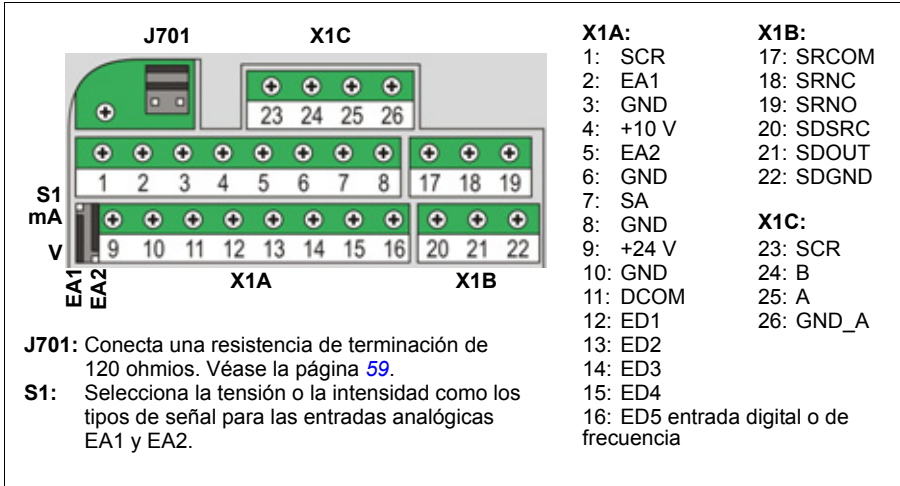 J701 X1C
23 24 25 26
1 2 3 4 5 6 7 8 17 18 19
S1
mA
V
9 10 11 12 13 14 15 16 20 21 22
EA1
EA2
X1A X1B
J701: Conecta una resistencia de terminación de
120 ohmios. Véase la página 59.
S1: Selecciona la tensión o la intensidad como los
tipos de señal para las entradas analógicas
EA1 y EA2.
X1A:
1: SCR
2: EA1
3: GND
4: +10 V
5: EA2
6: GND
7: SA
8: GND
9: +24 V
10: GND
11: DCOM
12: ED1
13: ED2
14: ED3
15: ED4
16: ED5 entrada digital o de
frecuencia
X1B:
17: SRCOM
18: SRNC
19: SRNO
20: SDSRC
21: SDOUT
22: SDGND
X1C:
23: SCR
24: B
25: A
26: GND_A